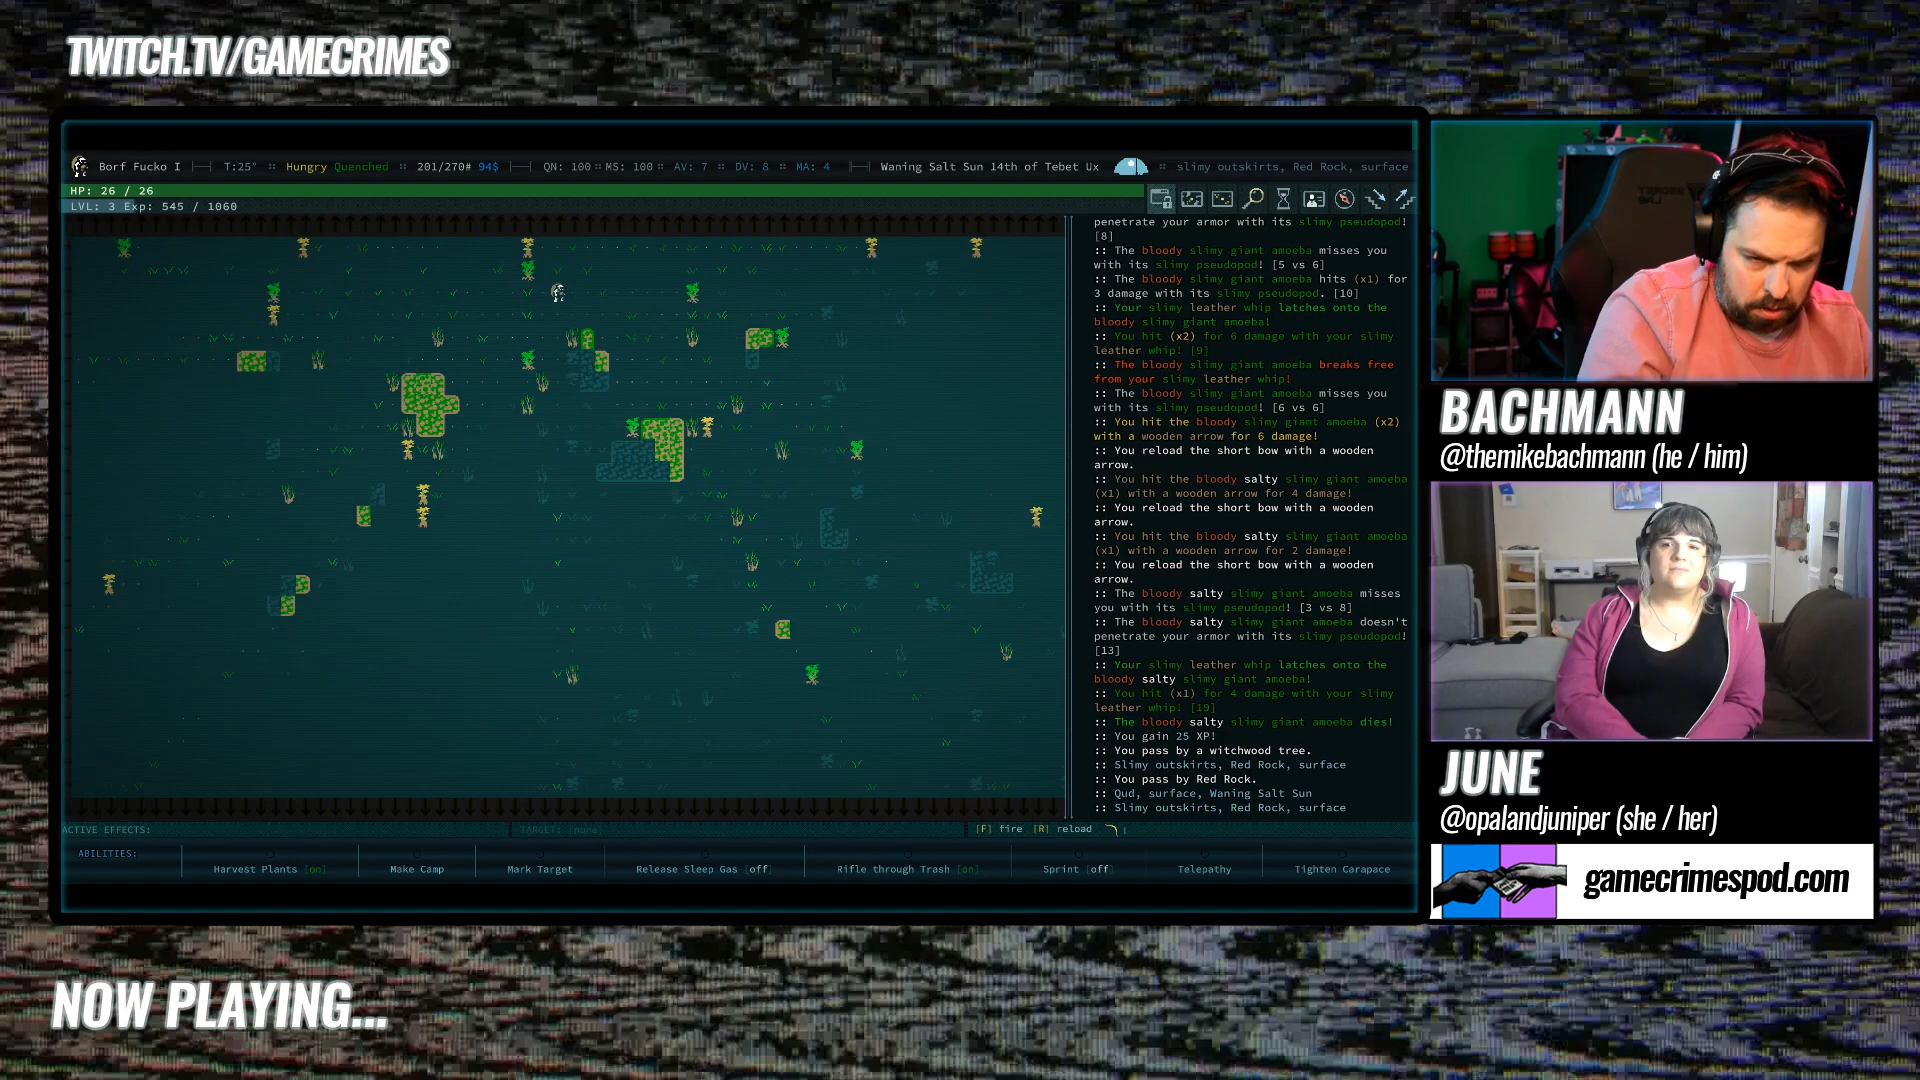 TWITCH.TV/GAMECRIMES
Borf Fucko I T:25° :: Hungry Quenched :: 201/270# 94$ QN: 100 :: MS: 100 :: AV: 7 :: DV: 8 :: MA: 4 Waning Salt Sun 14th of Tebet Ux :: slimy outskirts, Red Rock, surface
HP: 26 / 26
LVL: 3 Exp: 545 / 1060
penetrate your armor with its slimy pseudopod!
[8]
:: The bloody slimy giant amoeba misses you
with its slimy pseudopod! [5 vs 6]
:: The bloody slimy giant amoeba hits (x1) for
3 damage with its slimy pseudopod. [10]
:: Your slimy leather whip latches onto the
bloody slimy giant amoeba!
:: You hit (x2) for 6 damage with your slimy
leather whip! [9]
:: The bloody slimy giant amoeba breaks free
from your slimy leather whip!
:: The bloody slimy giant amoeba misses you
with its slimy pseudopod! [6 vs 6]
:: You hit the bloody slimy giant amoeba (x2)
with a wooden arrow for 6 damage!
:: You reload the short bow with a wooden
arrow.
:: You hit the bloody salty slimy giant amoeba
(x1) with a wooden arrow for 4 damage!
:: You reload the short bow with a wooden
arrow.
:: You hit the bloody salty slimy giant amoeba
(x1) with a wooden arrow for 2 damage!
:: You reload the short bow with a wooden
arrow.
:: The bloody salty slimy giant amoeba misses
you with its slimy pseudopod! [3 vs 8]
:: The bloody salty slimy giant amoeba doesn't
penetrate your armor with its slimy pseudopod!
[13]
:: Your slimy leather whip latches onto the
bloody salty slimy giant amoeba!
:: You hit (x1) for 4 damage with your slimy
leather whip! [19]
:: The bloody salty slimy giant amoeba dies!
:: You gain 25 XP!
:: You pass by a witchwood tree.
:: Slimy outskirts, Red Rock, surface
:: You pass by Red Rock.
:: Qud, surface, Waning Salt Sun
:: Slimy outskirts, Red Rock, surface
ACTIVE EFFECTS: TARGET: [none] [F] fire [R] reload
ABILITIES: Harvest Plants [on] Make Camp Mark Target Release Sleep Gas [off] Rifle through Trash [on] Sprint [off] Telepathy Tighten Carapace
BACHMANN
@themikebachmann (he / him)
JUNE
@opalandjuniper (she / her)
gamecrimespod.com
NOW PLAYING...